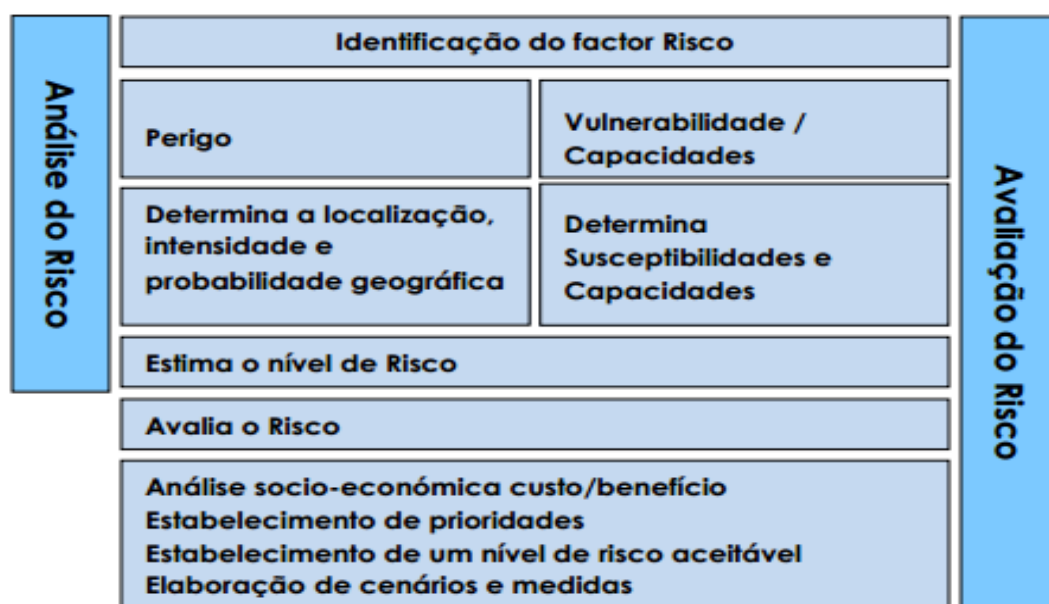 Análise do Risco
Identificação do factor Risco
Perigo
Vulnerabilidade /
Capacidades
Determina a localização,
intensidade e
probabilidade geográfica
Determina
Susceptibilidades e
Capacidades
Estima o nível de Risco
Avalia o Risco
Análise socio-económica custo/benefício
Estabelecimento de prioridades
Estabelecimento de um nível de risco aceitável
Elaboração de cenários e medidas
Avaliação do Risco